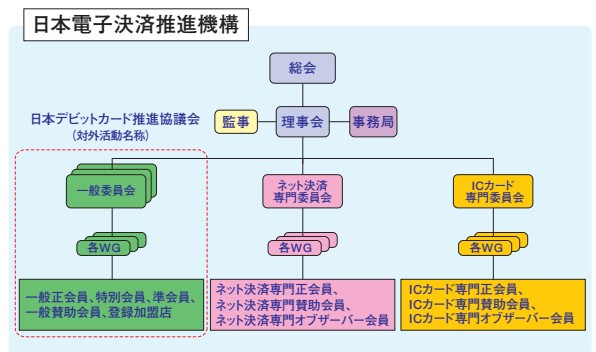 日本電子決済推進機構
総会
日本デビットカード推進協議会
(対外活動名称)
監事
理事会
事務局
一般委員会
ネット決済
専門委員会
ICカード
専門委員会
各WG
各WG
各WG
一般正会員、特別会員、準会員、
一般賛助会員、登録加盟店
ネット決済専門正会員、
ネット決済専門賛助会員、
ネット決済専門オブザーバー会員
ICカード専門正会員、
ICカード専門賛助会員、
ICカード専門オブザーバー会員